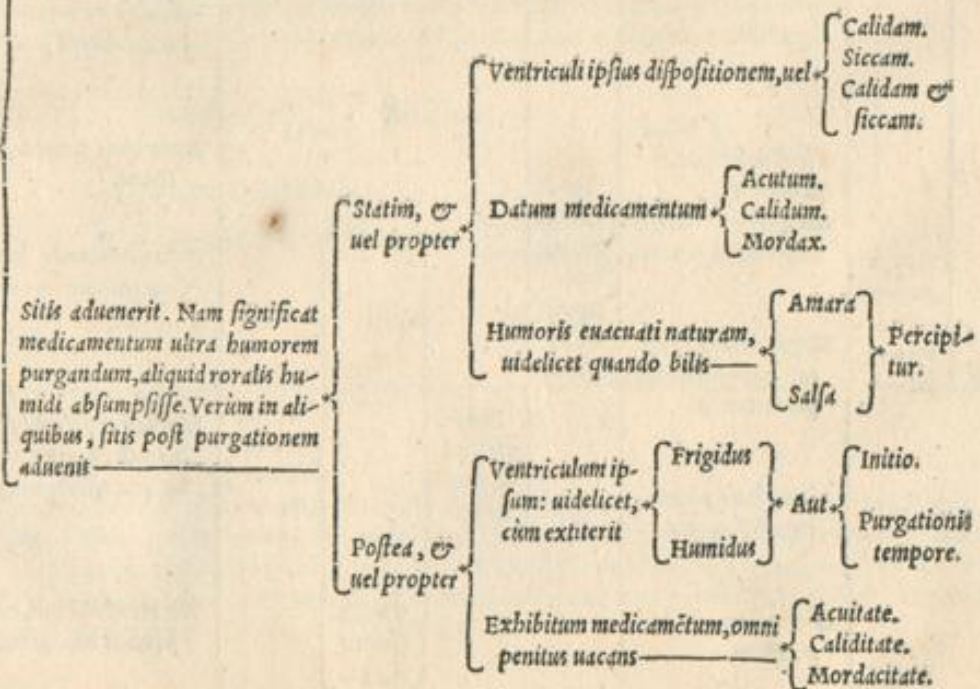 Sitis aduenerit. Nam significat
medicamentum ultra humorem
purgandum, aliquid roralis hu-
midi absumpsisse. Verùm in ali-
quibus, sitis post purgationem
aduenit
Statim, &
uel propter
Ventriculi ipsius dispositionem, uel
Calidam.
Siccam.
Calidam &
siccam.
Datum medicamentum
Acutum.
Calidum.
Mordax.
Humoris euacuati naturam,
uidelicet quando bilis
Amara
Salsa
Percipi-
tur.
Postea, &
uel propter
Ventriculum ip-
sum: uidelicet,
cùm extiterit
Frigidus
Humidus
Aut
Initio.
Purgationis
tempore.
Exhibitum medicamẽtum, omni
penitus uacans
Acuitate.
Caliditate.
Mordacitate.